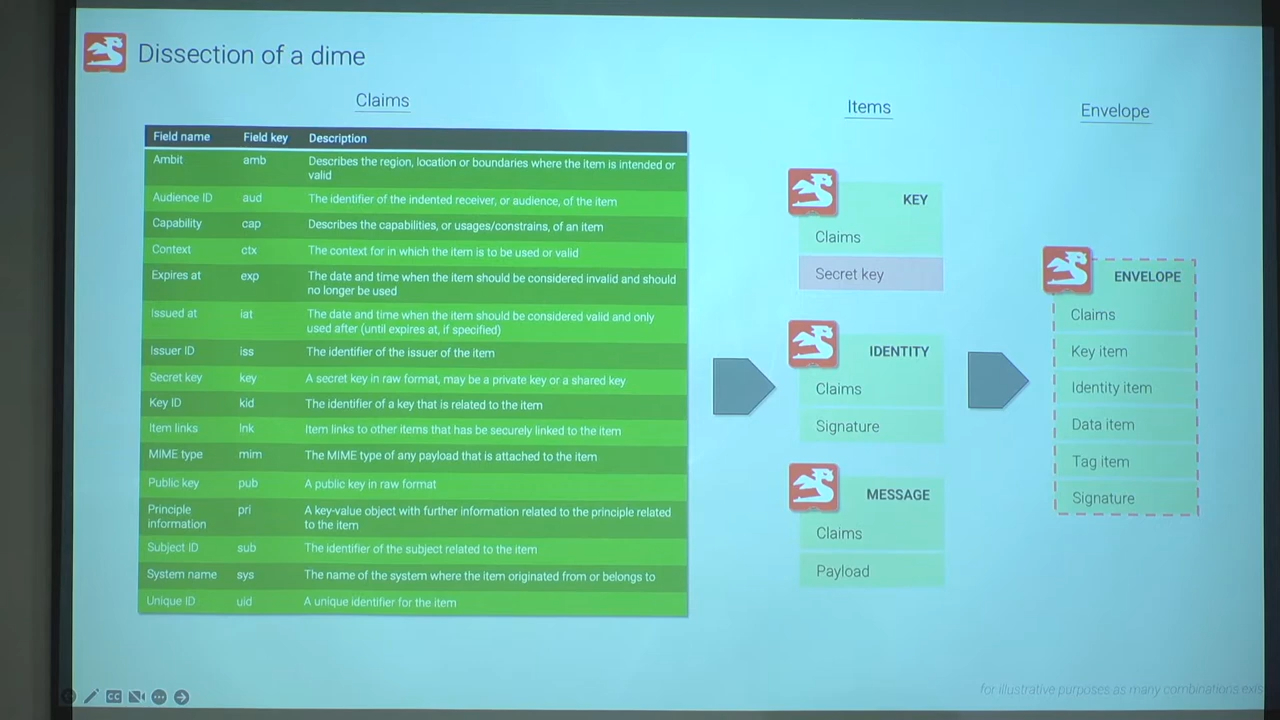 Dissection of a dime
Claims
Field name Field key Description
Ambit amb Describes the region, location or boundaries where the item is intended or
valid
Audience ID aud The identifier of the indented receiver, or audience, of the item
Capability cap Describes the capabilities, or usages/constrains, of an item
Context ctx The context for in which the item is to be used or valid
Expires at exp The date and time when the item should be considered invalid and should
no longer be used
Issued at iat The date and time when the item should be considered valid and only
used after (until expires at, if specified)
Issuer ID iss The identifier of the issuer of the item
Secret key key A secret key in raw format, may be a private key or a shared key
Key ID kid The identifier of a key that is related to the item
Item links lnk Item links to other items that has be securely linked to the item
MIME type mim The MIME type of any payload that is attached to the item
Public key pub A public key in raw format
Principle
information pri A key-value object with further information related to the principle related
to the item
Subject ID sub The identifier of the subject related to the item
System name sys The name of the system where the item originated from or belongs to
Unique ID uid A unique identifier for the item
Items
KEY
Claims
Secret key
IDENTITY
Claims
Signature
MESSAGE
Claims
Payload
Envelope
ENVELOPE
Claims
Key item
Identity item
Data item
Tag item
Signature
CC
for illustrative purposes as many combinations exis